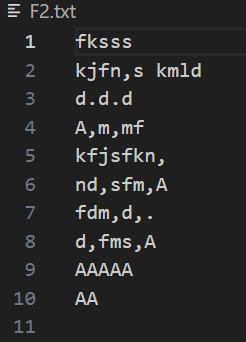 F2.txt
1 fksss
2 kjfn,s kmld
3 d.d.d
4 A,m,mf
5 kfjsfkn,
6 nd,sfm,A
7 fdm,d,.
8 d,fms,A
9 AAAAA
10 AA
11